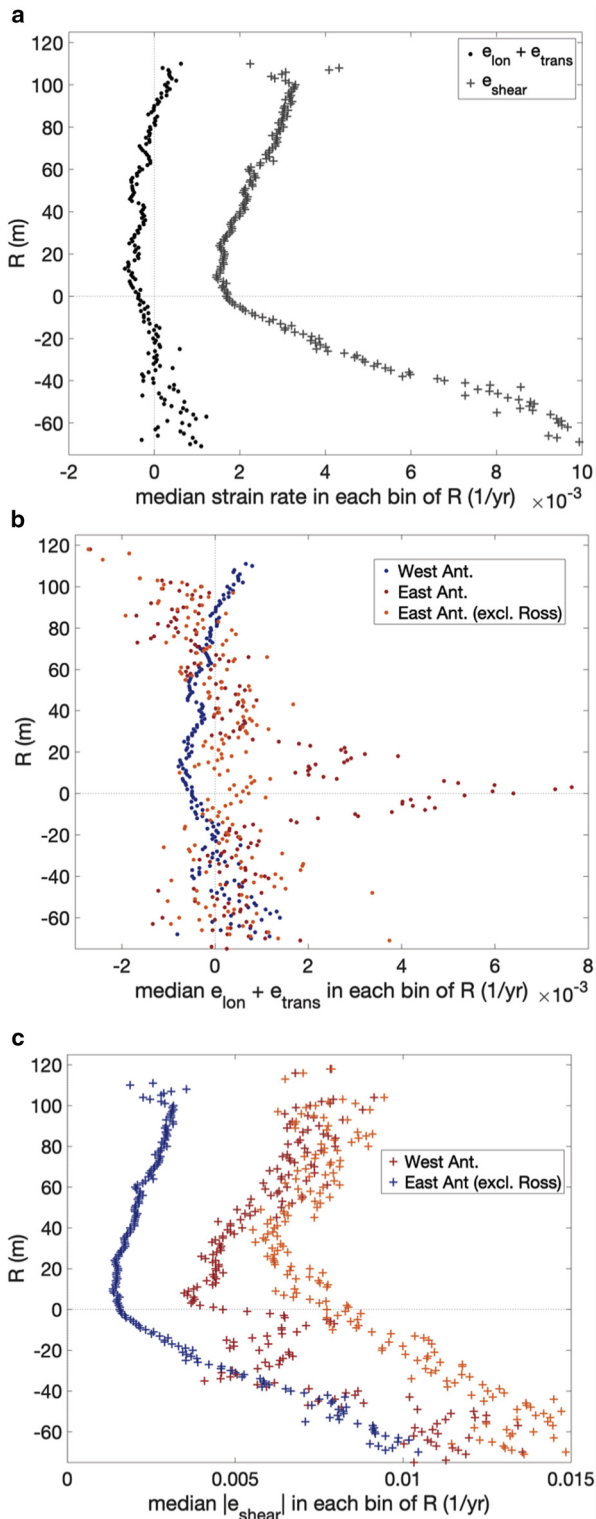 a
120
100
80
60
40
20
0
-20
-40
-60
R (m)
e_lon + e_trans
e_shear
-2 0 2 4 6 8 10
median strain rate in each bin of R (1/yr) ×10^-3
b
120
100
80
60
40
20
0
-20
-40
-60
R (m)
West Ant.
East Ant.
East Ant. (excl. Ross)
-2 0 2 4 6 8
median e_lon + e_trans in each bin of R (1/yr) ×10^-3
c
120
100
80
60
40
20
0
-20
-40
-60
R (m)
West Ant.
East Ant (excl. Ross)
0 0.005 0.01 0.015
median |e_shear| in each bin of R (1/yr)